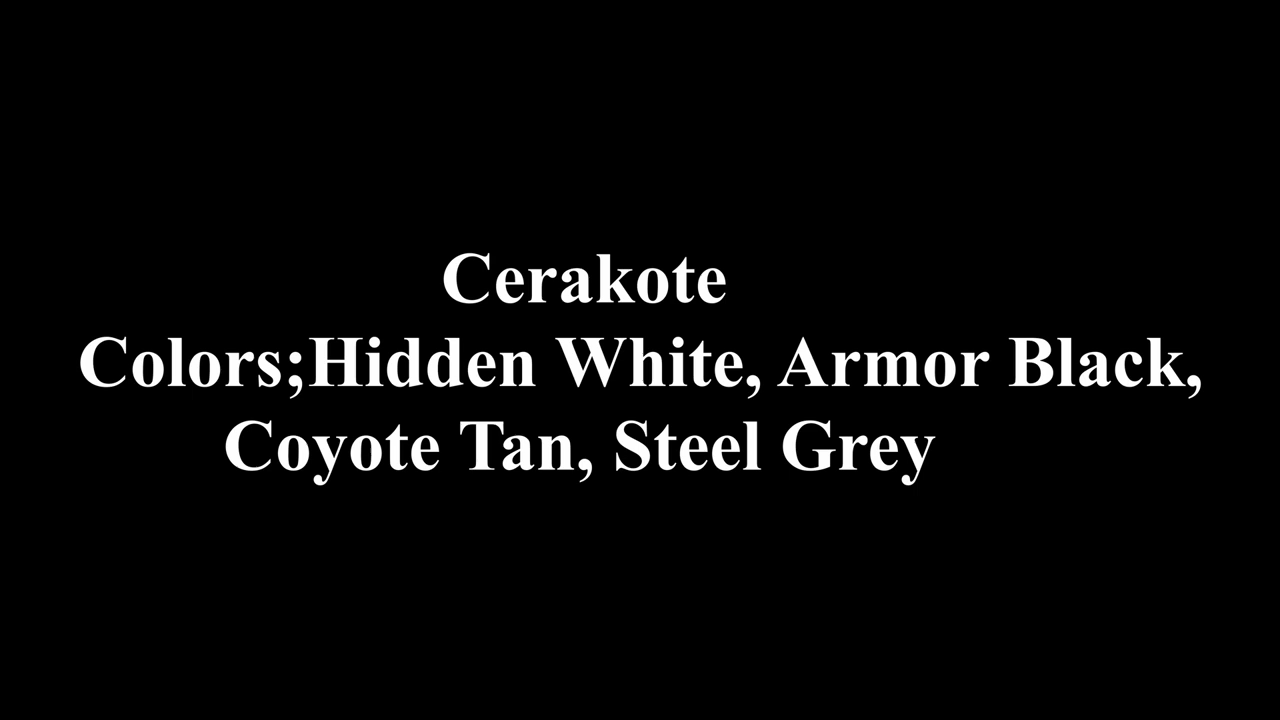 Cerakote
Colors;Hidden White, Armor Black,
Coyote Tan, Steel Grey